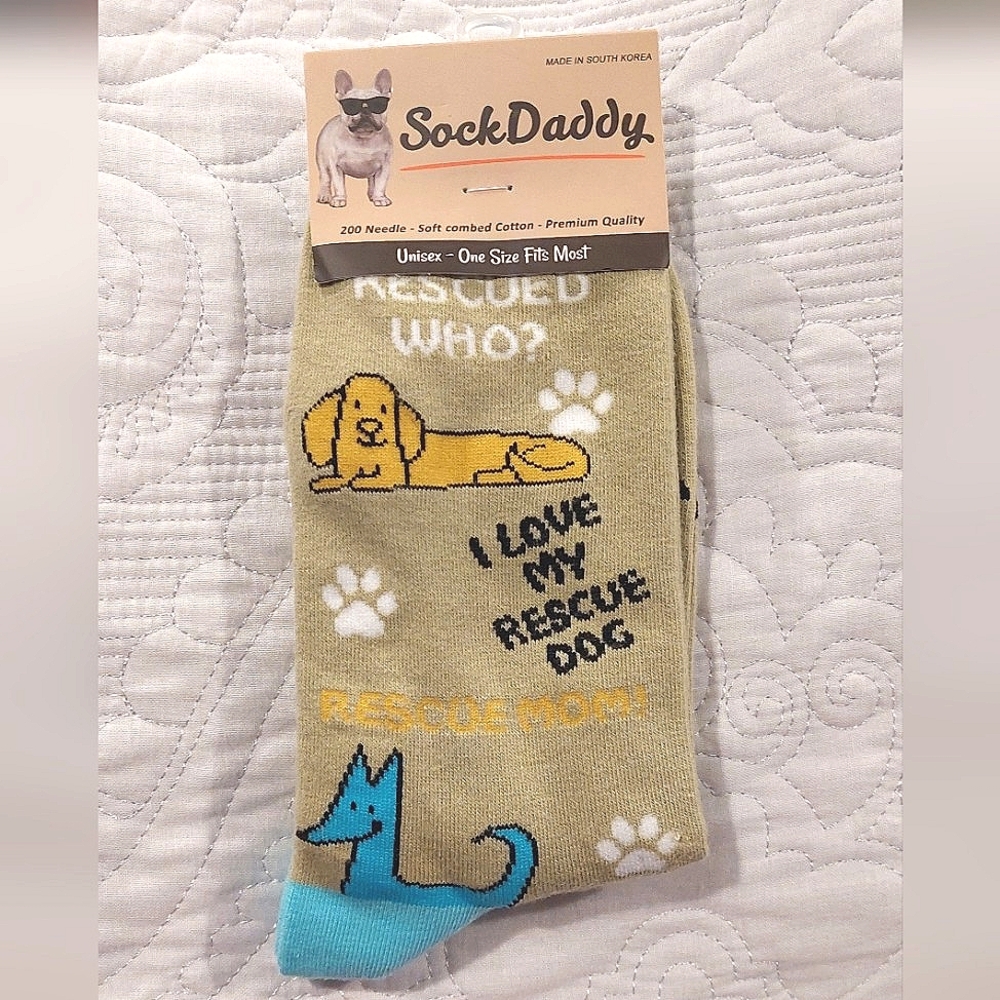 MADE IN SOUTH KOREA
SockDaddy
200 Needle - Soft combed Cotton - Premium Quality
Unisex - One Size Fits Most
RESCUED
WHO?
I LOVE
MY
RESCUE
DOG
RESCUE MOM!